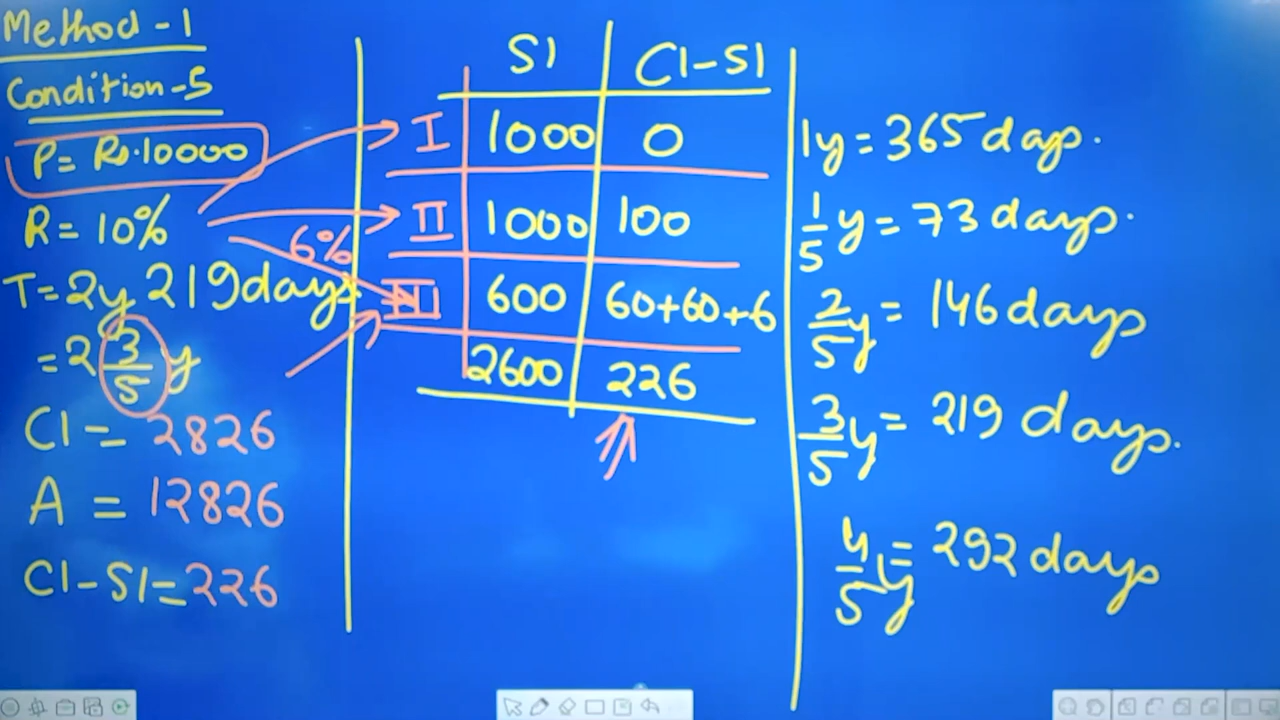 Method-1
Condition-5
P= Rs.10000
R= 10%
6%
T=2y 219days
=2 3/5 y
CI = 2826
A = 12826
CI-SI=226
SI CI-SI
I 1000 0
II 1000 100
III 600 60+60+6
2600 226
1y=365 days.
1/5 y = 73 days.
2/5 y = 146 days
3/5 y = 219 days.
4/5 y = 292 days